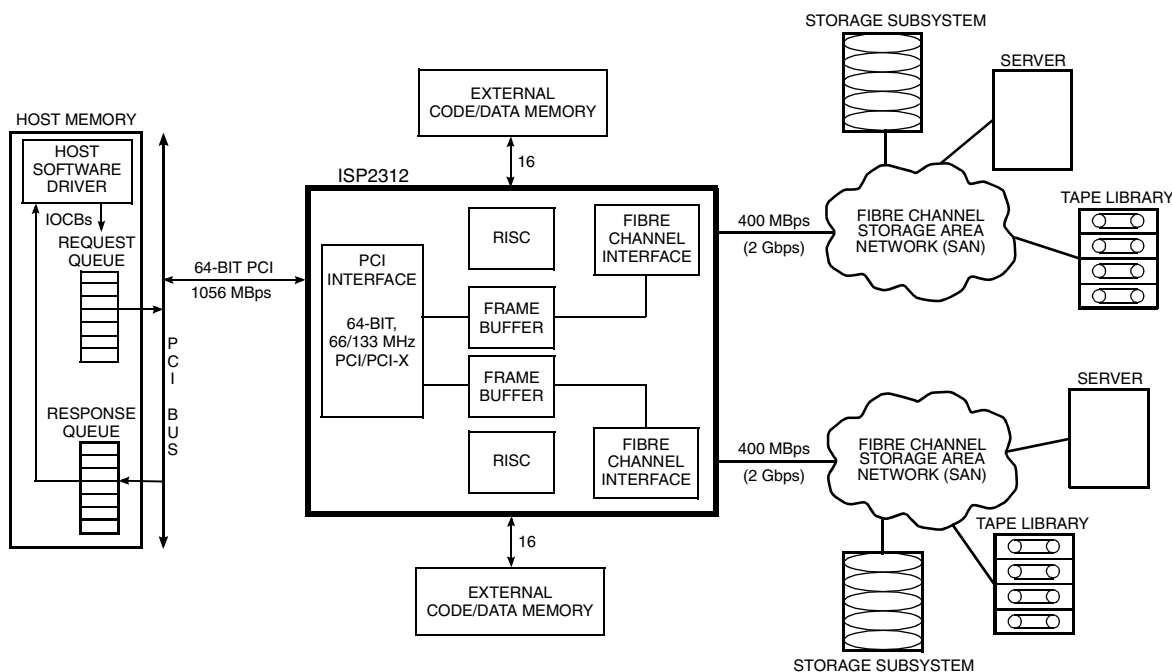 STORAGE SUBSYSTEM
SERVER
EXTERNAL
CODE/DATA MEMORY
HOST MEMORY
HOST
SOFTWARE
DRIVER
16
ISP2312
TAPE LIBRARY
IOCBs
REQUEST
QUEUE
RISC
FIBRE
CHANNEL
INTERFACE
400 MBps
(2 Gbps)
FIBRE CHANNEL
STORAGE AREA
NETWORK (SAN)
64-BIT PCI
1056 MBps
PCI
INTERFACE
64-BIT,
66/133 MHz
PCI/PCI-X
FRAME
BUFFER
FRAME
BUFFER
PCI BUS
SERVER
RESPONSE
QUEUE
RISC
FIBRE
CHANNEL
INTERFACE
400 MBps
(2 Gbps)
FIBRE CHANNEL
STORAGE AREA
NETWORK (SAN)
TAPE LIBRARY
16
EXTERNAL
CODE/DATA MEMORY
STORAGE SUBSYSTEM